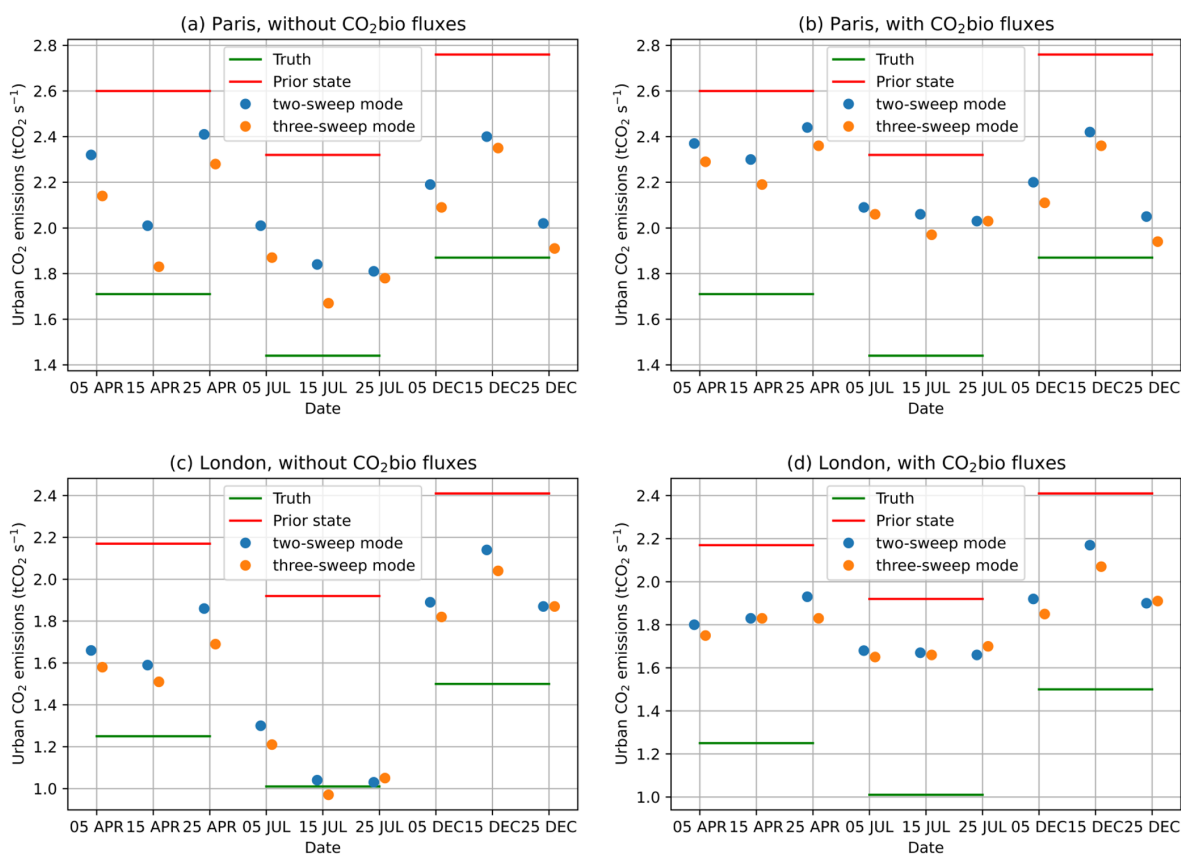 (a) Paris, without CO₂bio fluxes
Urban CO₂ emissions (tCO₂ s⁻¹)
2.8
2.6
2.4
2.2
2.0
1.8
1.6
1.4
Truth
Prior state
two-sweep mode
three-sweep mode
05 APR 15 APR 25 APR 05 JUL 15 JUL 25 JUL 05 DEC 15 DEC 25 DEC
Date
(b) Paris, with CO₂bio fluxes
Urban CO₂ emissions (tCO₂ s⁻¹)
2.8
2.6
2.4
2.2
2.0
1.8
1.6
1.4
Truth
Prior state
two-sweep mode
three-sweep mode
05 APR 15 APR 25 APR 05 JUL 15 JUL 25 JUL 05 DEC 15 DEC 25 DEC
Date
(c) London, without CO₂bio fluxes
Urban CO₂ emissions (tCO₂ s⁻¹)
2.4
2.2
2.0
1.8
1.6
1.4
1.2
1.0
Truth
Prior state
two-sweep mode
three-sweep mode
05 APR 15 APR 25 APR 05 JUL 15 JUL 25 JUL 05 DEC 15 DEC 25 DEC
Date
(d) London, with CO₂bio fluxes
Urban CO₂ emissions (tCO₂ s⁻¹)
2.4
2.2
2.0
1.8
1.6
1.4
1.2
1.0
Truth
Prior state
two-sweep mode
three-sweep mode
05 APR 15 APR 25 APR 05 JUL 15 JUL 25 JUL 05 DEC 15 DEC 25 DEC
Date